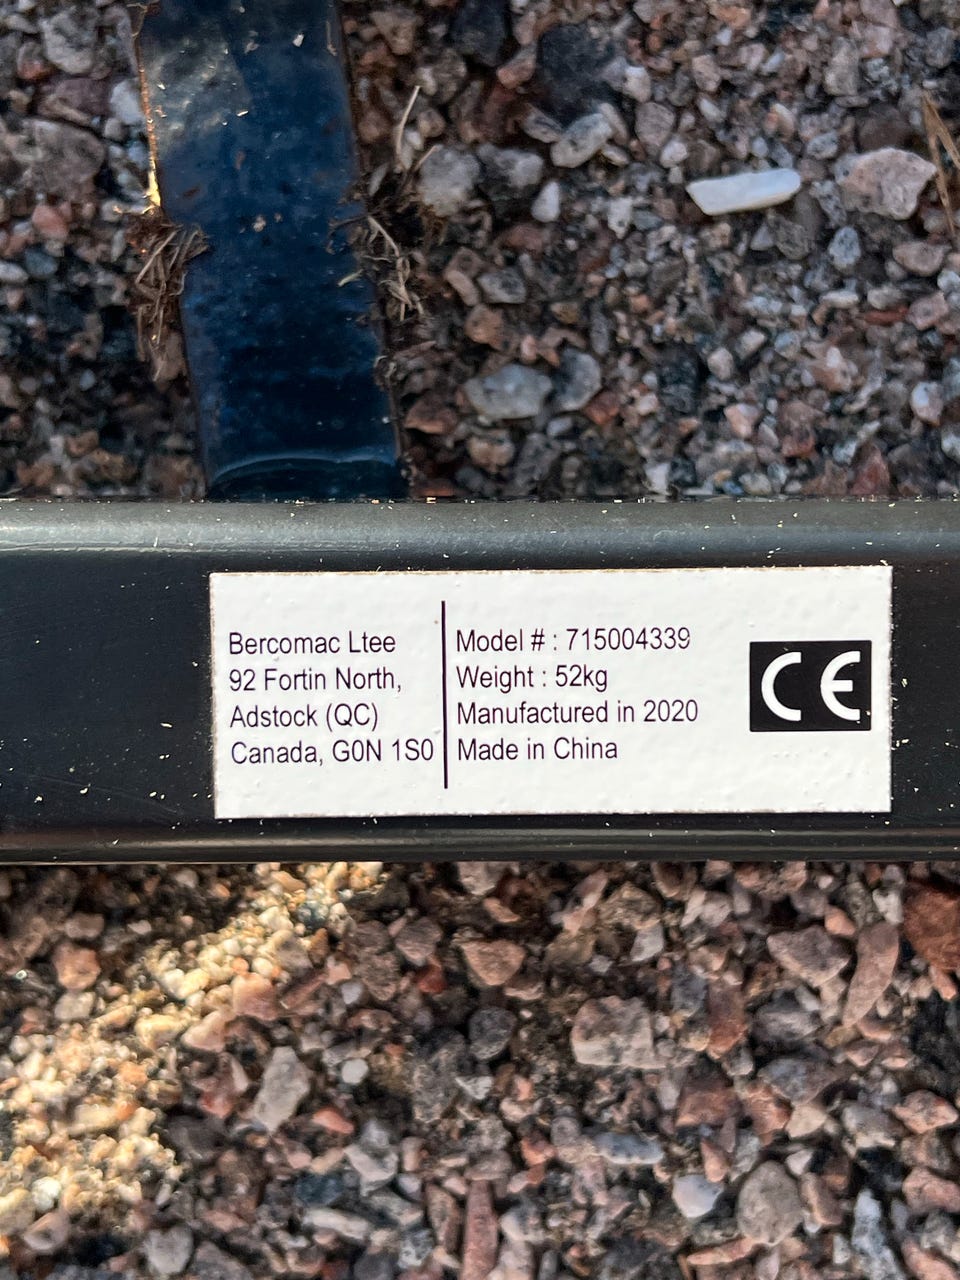 Bercomac Ltee
92 Fortin North,
Adstock (QC)
Canada, G0N 1S0
Model # : 715004339
Weight : 52kg
Manufactured in 2020
Made in China
CE